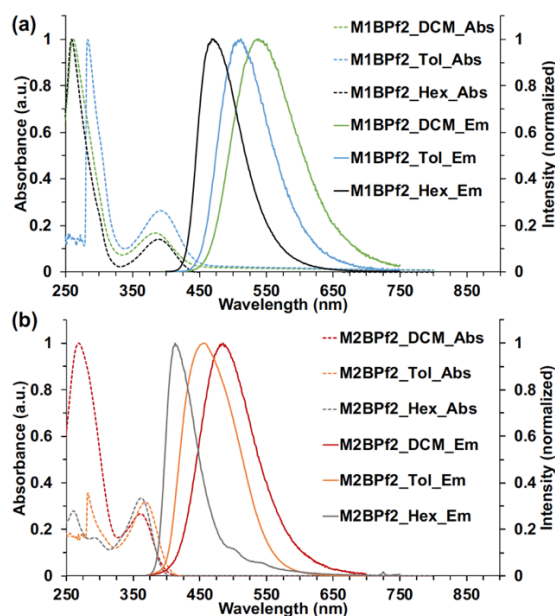 (a)
M1BPf2_DCM_Abs
M1BPf2_Tol_Abs
M1BPf2_Hex_Abs
M1BPf2_DCM_Em
M1BPf2_Tol_Em
M1BPf2_Hex_Em
Absorbance (a.u.)
1
0.8
0.6
0.4
0.2
0
Intensity (normalized)
1
0.8
0.6
0.4
0.2
0
250 350 450 550 650 750
Wavelength (nm)
(b)
M2BPf2_DCM_Abs
M2BPf2_Tol_Abs
M2BPf2_Hex_Abs
M2BPf2_DCM_Em
M2BPf2_Tol_Em
M2BPf2_Hex_Em
Absorbance (a.u.)
1
0.8
0.6
0.4
0.2
0
Intensity (normalized)
1
0.8
0.6
0.4
0.2
0
250 350 450 550 650 750
Wavelength (nm)